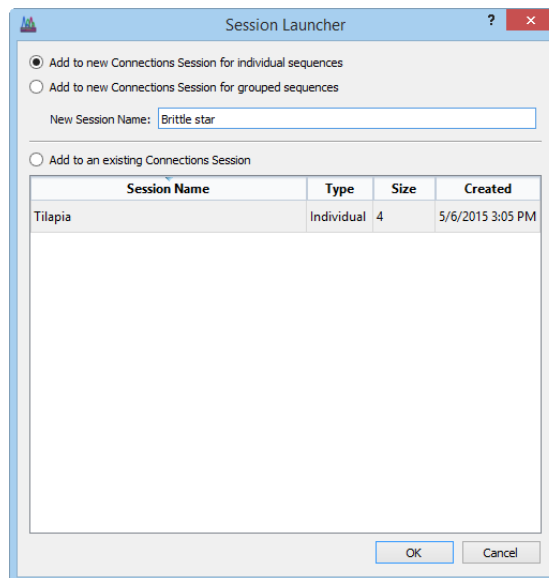 Session Launcher
?
Add to new Connections Session for individual sequences
Add to new Connections Session for grouped sequences
New Session Name: Brittle star
Add to an existing Connections Session
Session Name Type Size Created
Tilapia Individual 4 5/6/2015 3:05 PM
OK Cancel